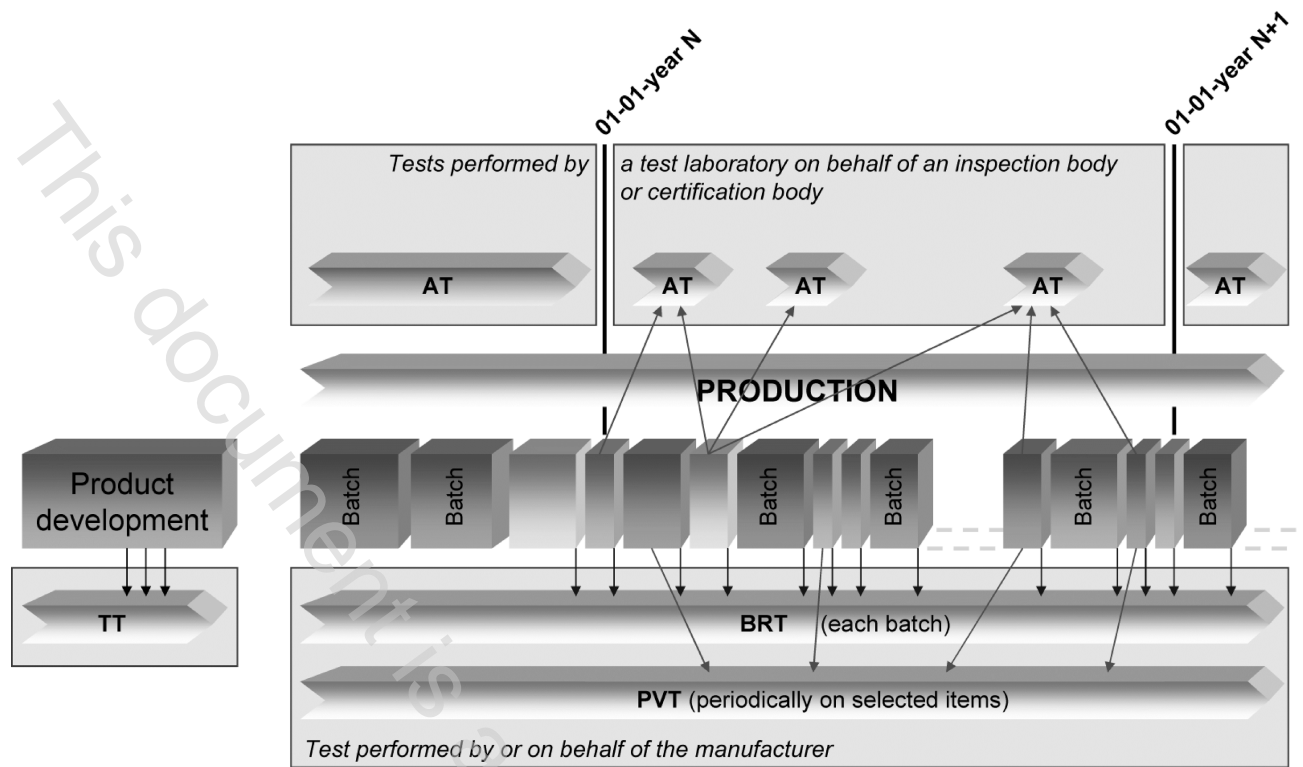 01-01-year N
01-01-year N+1
Tests performed by
a test laboratory on behalf of an inspection body
or certification body
AT
AT
AT
AT
AT
PRODUCTION
Product
development
Batch
Batch
Batch
Batch
Batch
Batch
TT
BRT (each batch)
PVT (periodically on selected items)
Test performed by or on behalf of the manufacturer
This document is a